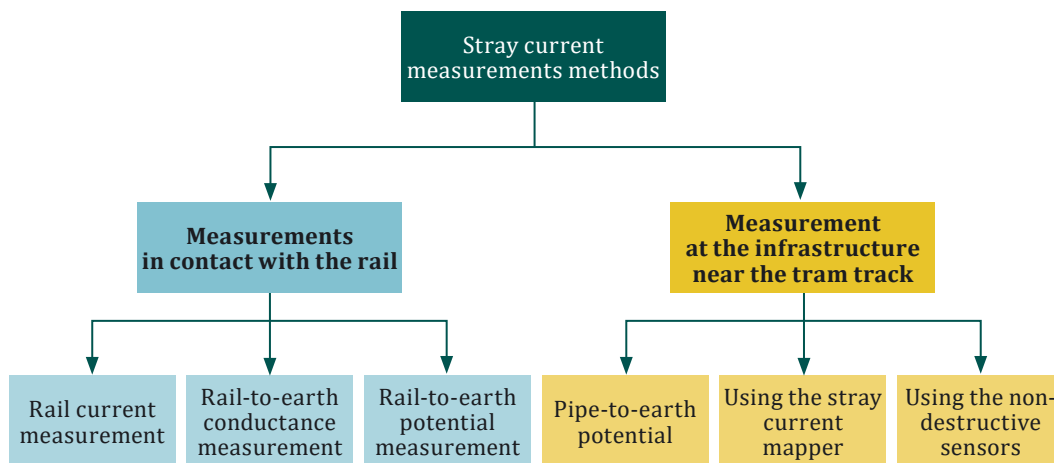 Stray current
measurements methods
Measurements
in contact with the rail
Measurement
at the infrastructure
near the tram track
Rail current
measurement
Rail-to-earth
conductance
measurement
Rail-to-earth
potential
measurement
Pipe-to-earth
potential
Using the stray
current
mapper
Using the non-
destructive
sensors